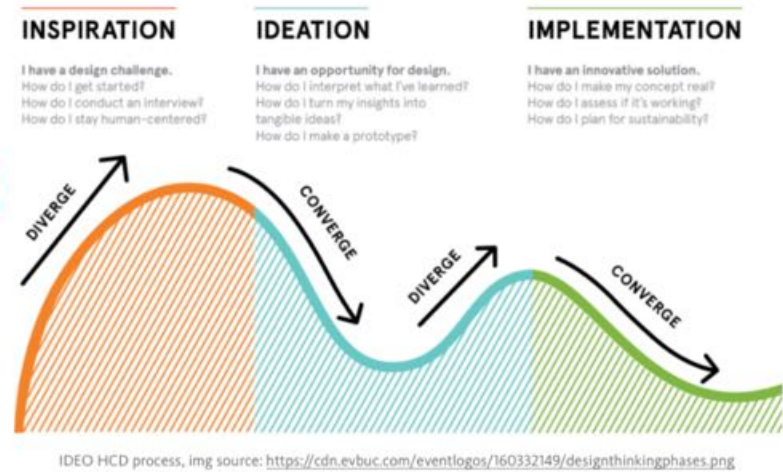 INSPIRATION
I have a design challenge.
How do I get started?
How do I conduct an interview?
How do I stay human-centered?
IDEATION
I have an opportunity for design.
How do I interpret what I've learned?
How do I turn my insights into
tangible ideas?
How do I make a prototype?
IMPLEMENTATION
I have an innovative solution.
How do I make my concept real?
How do I assess if it's working?
How do I plan for sustainability?
DIVERGE
CONVERGE
DIVERGE
CONVERGE
IDEO HCD process, img source: https://cdn.evbuc.com/eventlogos/160332149/designthinkingphases.png